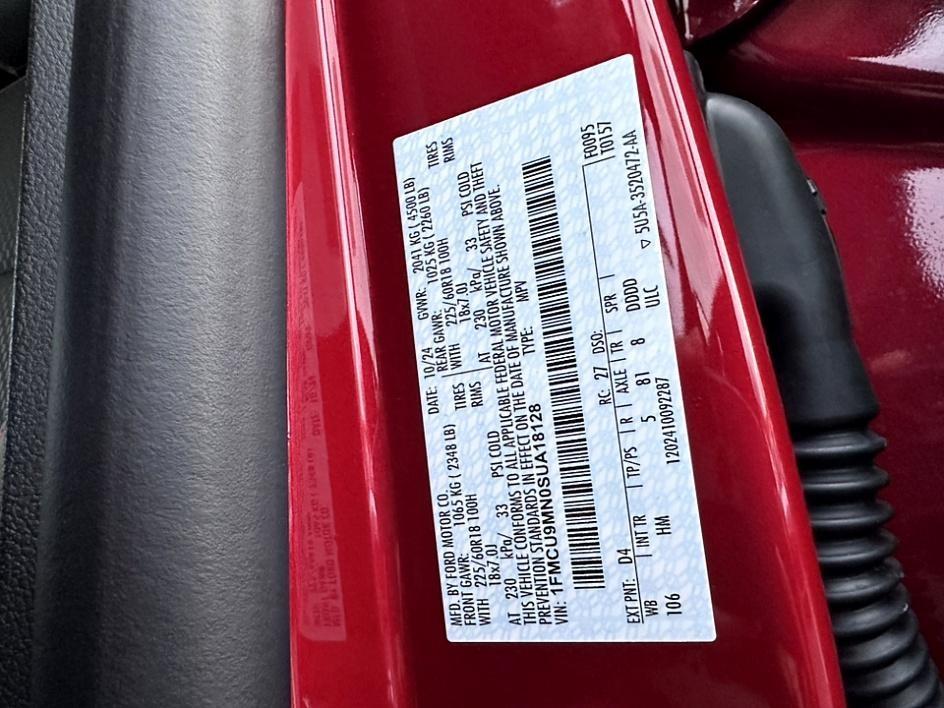 MFD. BY FORD MOTOR CO.
DATE: 10/24
GVWR: 2041 KG ( 4500 LB)
FRONT GAWR: 1065 KG ( 2348 LB)
REAR GAWR: 1025 KG ( 2260 LB)
WITH 225/60R18 100H TIRES
WITH 225/60R18 100H TIRES
18x7.0J RIMS
18x7.0J RIMS
AT 230 kPa/ 33 PSI COLD
AT 230 kPa/ 33 PSI COLD
THIS VEHICLE CONFORMS TO ALL APPLICABLE FEDERAL MOTOR VEHICLE SAFETY AND THEFT
PREVENTION STANDARDS IN EFFECT ON THE DATE OF MANUFACTURE SHOWN ABOVE.
VIN: 1FMCU9MN0SUA18128
TYPE: MPV
F0095
T0157
EXT PNT: D4 RC: 27 DSO:
WB INT TR TP/PS R AXLE TR SPR
106 HM 5 81 8 DDDD
120241009228​7 ULC
▽ 5U5A-3520472-AA